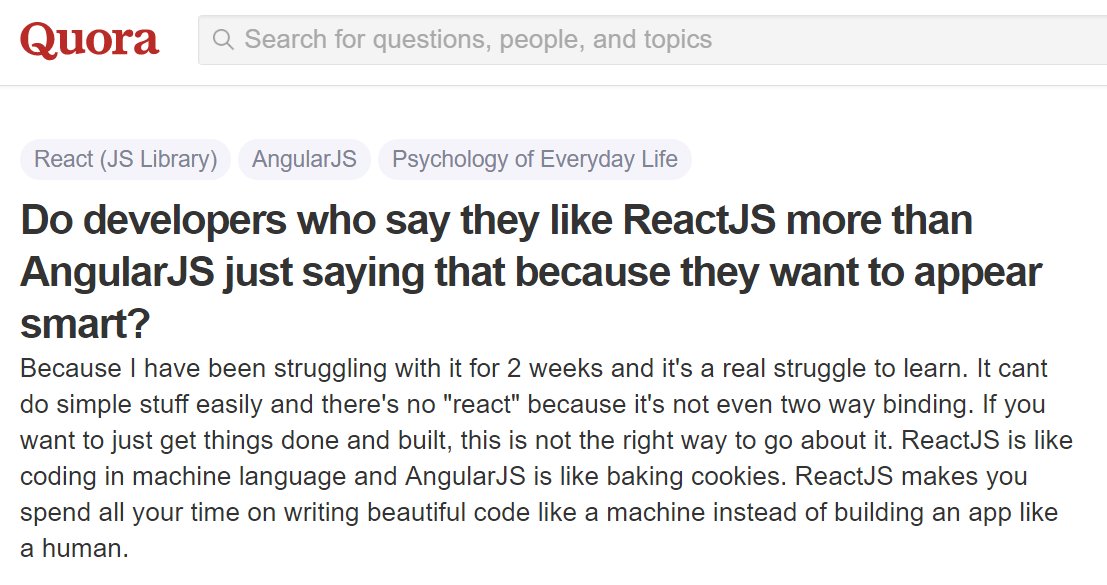 Quora
Search for questions, people, and topics
React (JS Library) AngularJS Psychology of Everyday Life
Do developers who say they like ReactJS more than
AngularJS just saying that because they want to appear
smart?
Because I have been struggling with it for 2 weeks and it's a real struggle to learn. It cant
do simple stuff easily and there's no "react" because it's not even two way binding. If you
want to just get things done and built, this is not the right way to go about it. ReactJS is like
coding in machine language and AngularJS is like baking cookies. ReactJS makes you
spend all your time on writing beautiful code like a machine instead of building an app like
a human.